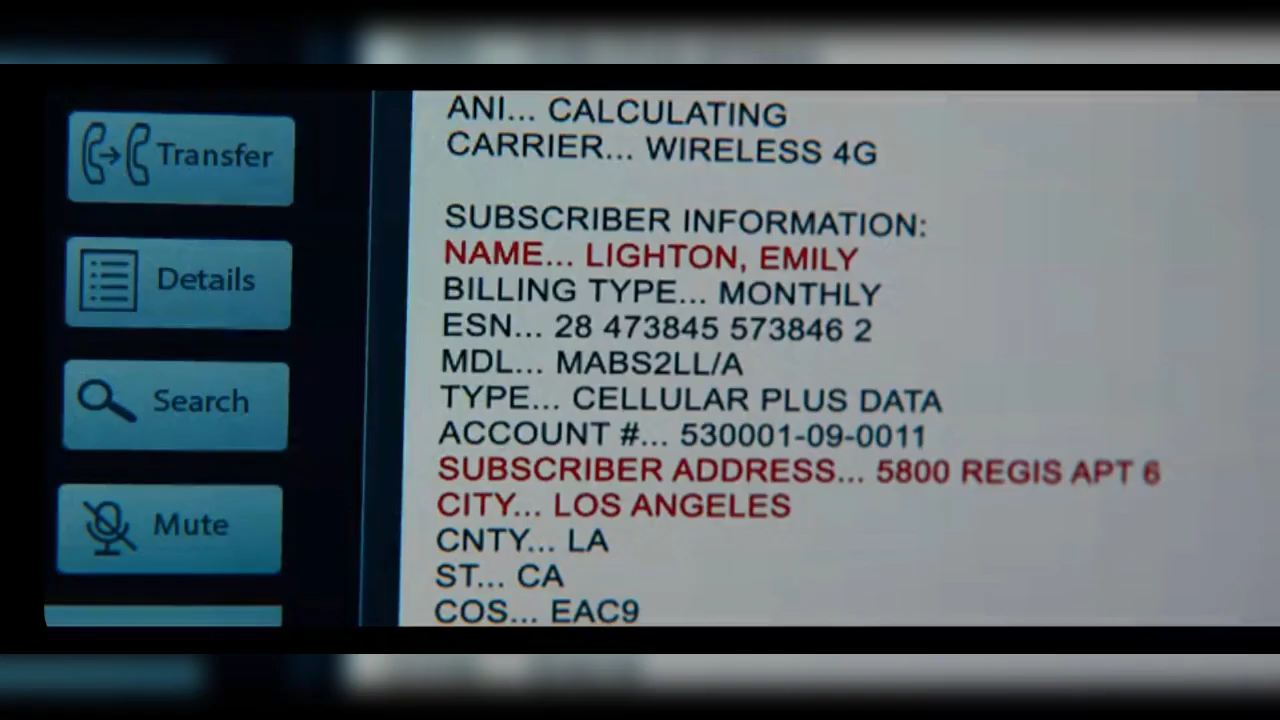 Transfer
Details
Search
Mute
ANI... CALCULATING
CARRIER... WIRELESS 4G
SUBSCRIBER INFORMATION:
NAME... LIGHTON, EMILY
BILLING TYPE... MONTHLY
ESN... 28 473845 573846 2
MDL... MABS2LL/A
TYPE... CELLULAR PLUS DATA
ACCOUNT #... 530001-09-0011
SUBSCRIBER ADDRESS... 5800 REGIS APT 6
CITY... LOS ANGELES
CNTY... LA
ST... CA
COS... EAC9